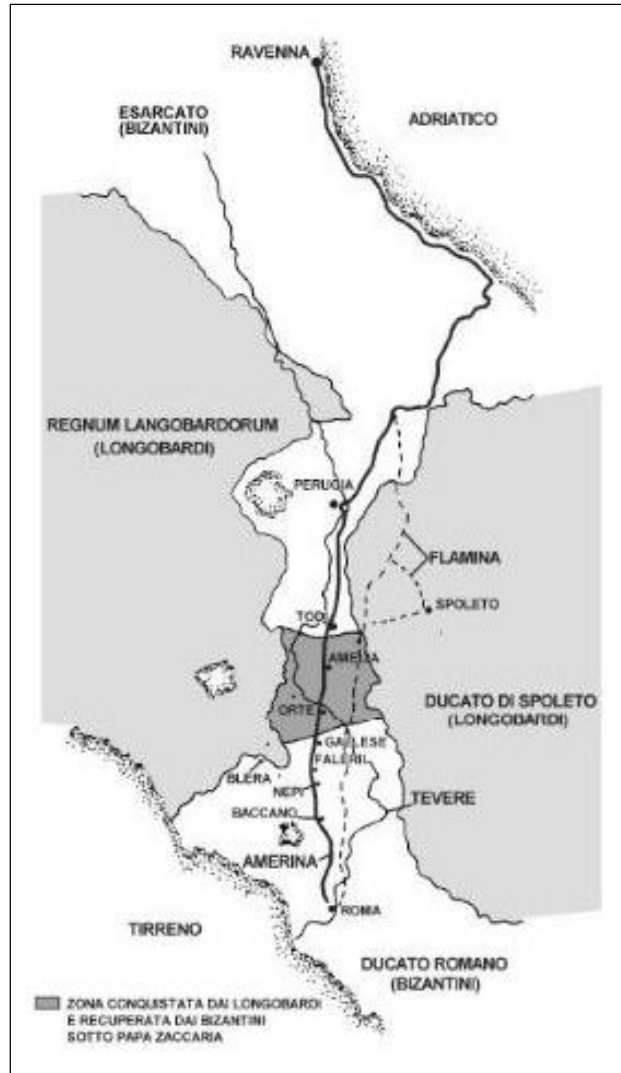 RAVENNA
ESARCATO
(BIZANTINI)
ADRIATICO
REGNUM LANGOBARDORUM
(LONGOBARDI)
PERUGIA
FLAMINA
SPOLETO
TODI
AMELIA
DUCATO DI SPOLETO
(LONGOBARDI)
ORTE
GALLESE
FALERII
BLERA
NEPI
TEVERE
BACCANO
AMERINA
ROMA
TIRRENO
DUCATO ROMANO
(BIZANTINI)
ZONA CONQUISTATA DAI LONGOBARDI
E RECUPERATA DAI BIZANTINI
SOTTO PAPA ZACCARIA